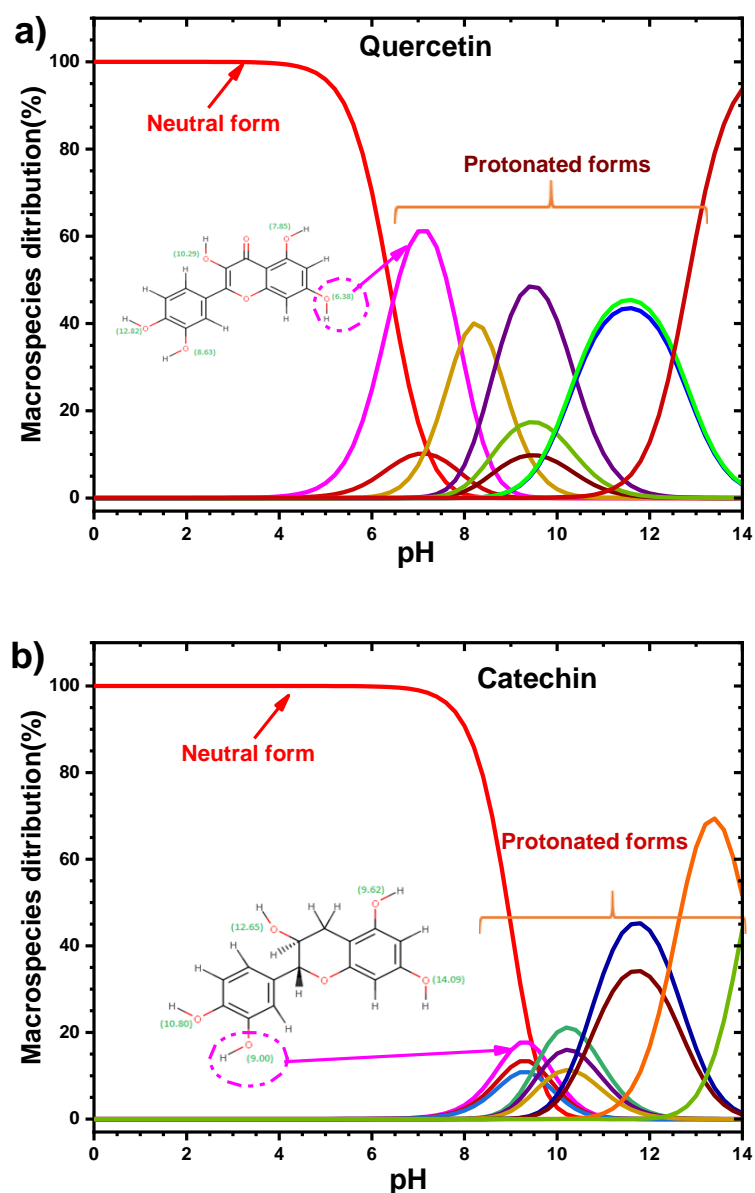 a)
Quercetin
Neutral form
Protonated forms
Macrospecies ditribution(%)
100
80
60
40
20
0
H
O
(10.29)
O
(7.85)
O
H
H
O
(6.38)
H
H
O
H
H
H
H
O
(12.82)
O
(8.63)
H
0 2 4 6 8 10 12 14
pH
b)
Catechin
Neutral form
Protonated forms
Macrospecies ditribution(%)
100
80
60
40
20
0
(9.62)
H
O
H
H
H
O
(12.65)
H
H
H
H
O
O
(14.09)
H
H
H
H
H
O
(10.80)
O
H
(9.00)
0 2 4 6 8 10 12 14
pH